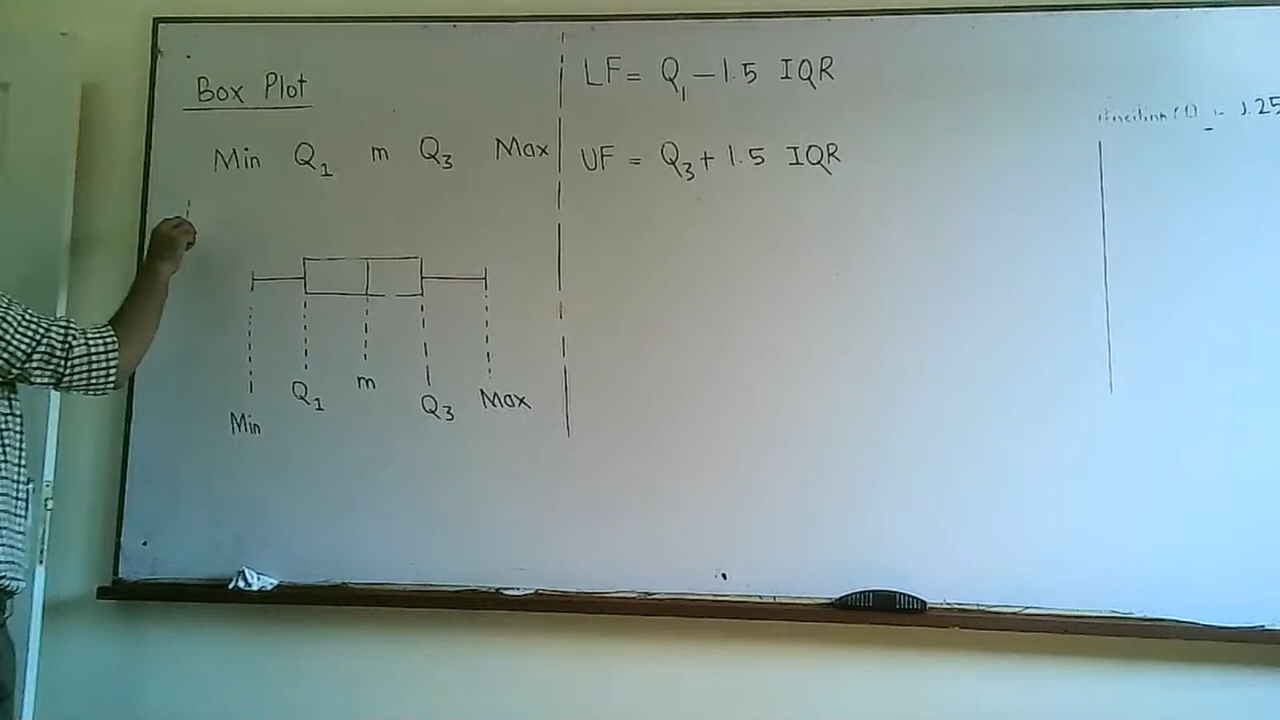 Box Plot
Min Q₁ m Q₃ Max
Min Q₁ m Q₃ Max
LF = Q₁ – 1.5 IQR
UF = Q₃ + 1.5 IQR